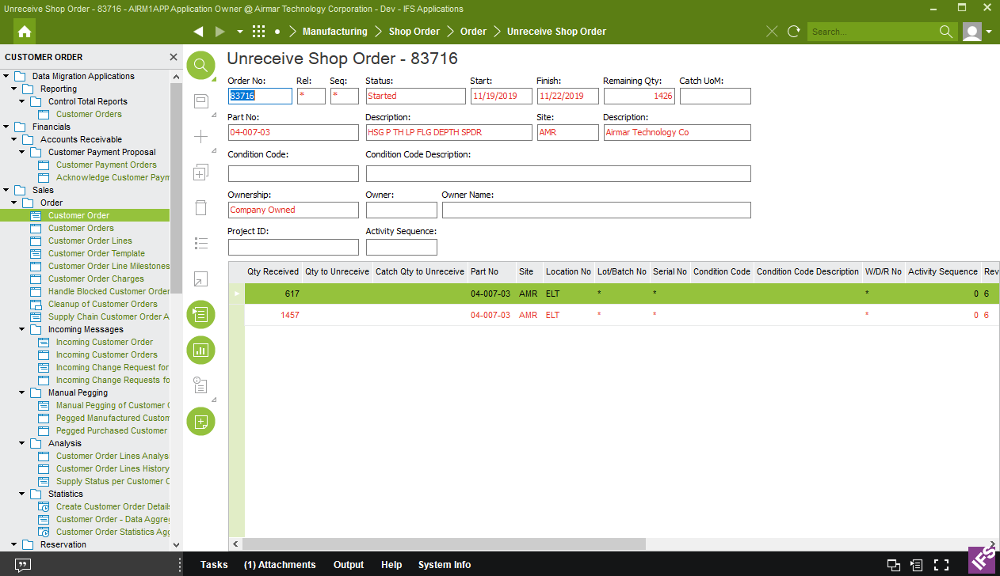 Unreceive Shop Order - 83716 - AIRM1APP Application Owner @ Airmar Technology Corporation - Dev - IFS Applications
Manufacturing Shop Order Order Unreceive Shop Order
Search...
CUSTOMER ORDER
Data Migration Applications
Reporting
Control Total Reports
Customer Orders
Financials
Accounts Receivable
Customer Payment Proposal
Customer Payment Orders
Acknowledge Customer Paym
Sales
Order
Customer Order
Customer Orders
Customer Order Lines
Customer Order Template
Customer Order Line Milestones
Customer Order Charges
Handle Blocked Customer Order
Cleanup of Customer Orders
Supply Chain Customer Order A
Incoming Messages
Incoming Customer Order
Incoming Customer Orders
Incoming Change Request for
Incoming Change Requests fo
Manual Pegging
Manual Pegging of Customer O
Pegged Manufactured Custom
Pegged Purchased Customer
Analysis
Customer Order Lines Analys
Customer Order Lines History
Supply Status per Customer O
Statistics
Create Customer Order Details
Customer Order - Data Aggre
Customer Order Statistics Agg
Reservation
Unreceive Shop Order - 83716
Order No: Rel: Seq: Status: Start: Finish: Remaining Qty: Catch UoM:
83716 * * Started 11/19/2019 11/22/2019 1426
Part No: Description: Site: Description:
04-007-03 HSG P TH LP FLG DEPTH SPDR AMR Airmar Technology Co
Condition Code: Condition Code Description:
Ownership: Owner: Owner Name:
Company Owned
Project ID: Activity Sequence:
Qty Received Qty to Unreceive Catch Qty to Unreceive Part No Site Location No Lot/Batch No Serial No Condition Code Condition Code Description W/D/R No Activity Sequence Rev
617 04-007-03 AMR ELT * * * 0 6
1457 04-007-03 AMR ELT * * * 0 6
Tasks (1) Attachments Output Help System Info
IFS